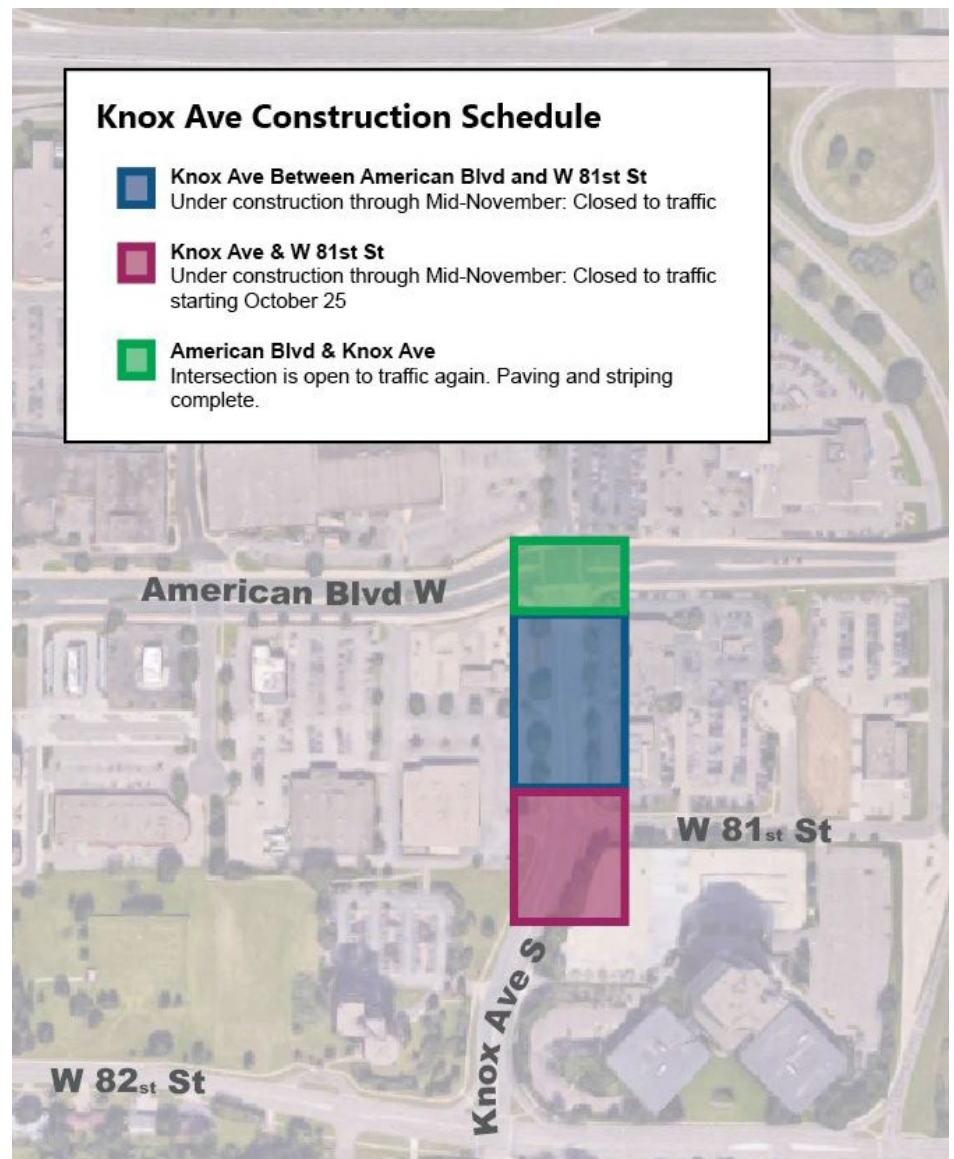 Knox Ave Construction Schedule
Knox Ave Between American Blvd and W 81st St
Under construction through Mid-November: Closed to traffic
Knox Ave & W 81st St
Under construction through Mid-November: Closed to traffic
starting October 25
American Blvd & Knox Ave
Intersection is open to traffic again. Paving and striping
complete.
American Blvd W
W 81st St
Knox Ave S
W 82st St